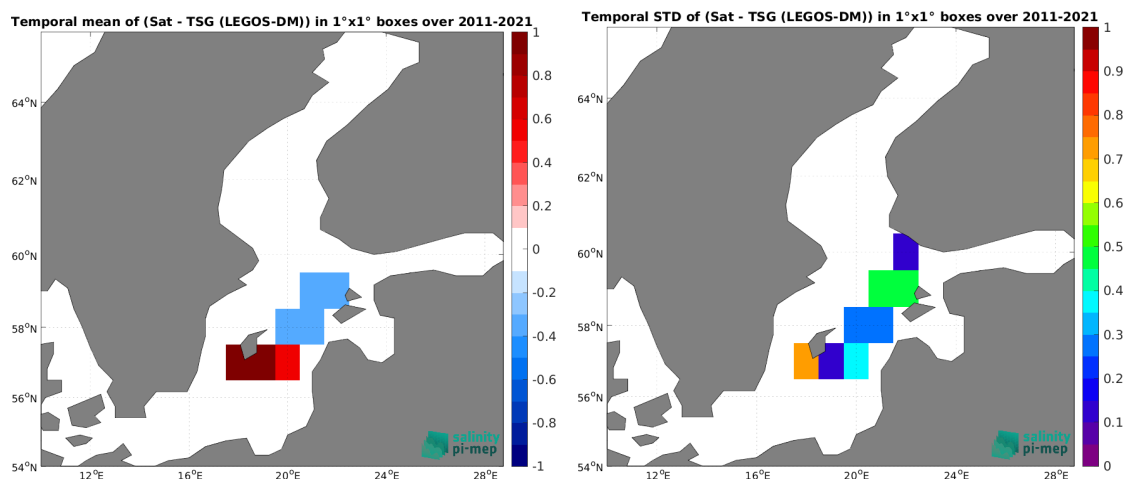 Temporal mean of (Sat - TSG (LEGOS-DM)) in 1°x1° boxes over 2011-2021
64°N
62°N
60°N
58°N
56°N
54°N
12°E
16°E
20°E
24°E
28°E
1
0.8
0.6
0.4
0.2
0
-0.2
-0.4
-0.6
-0.8
-1
salinity
pi-mep
Temporal STD of (Sat - TSG (LEGOS-DM)) in 1°x1° boxes over 2011-2021
64°N
62°N
60°N
58°N
56°N
54°N
12°E
16°E
20°E
24°E
28°E
1
0.9
0.8
0.7
0.6
0.5
0.4
0.3
0.2
0.1
0
salinity
pi-mep